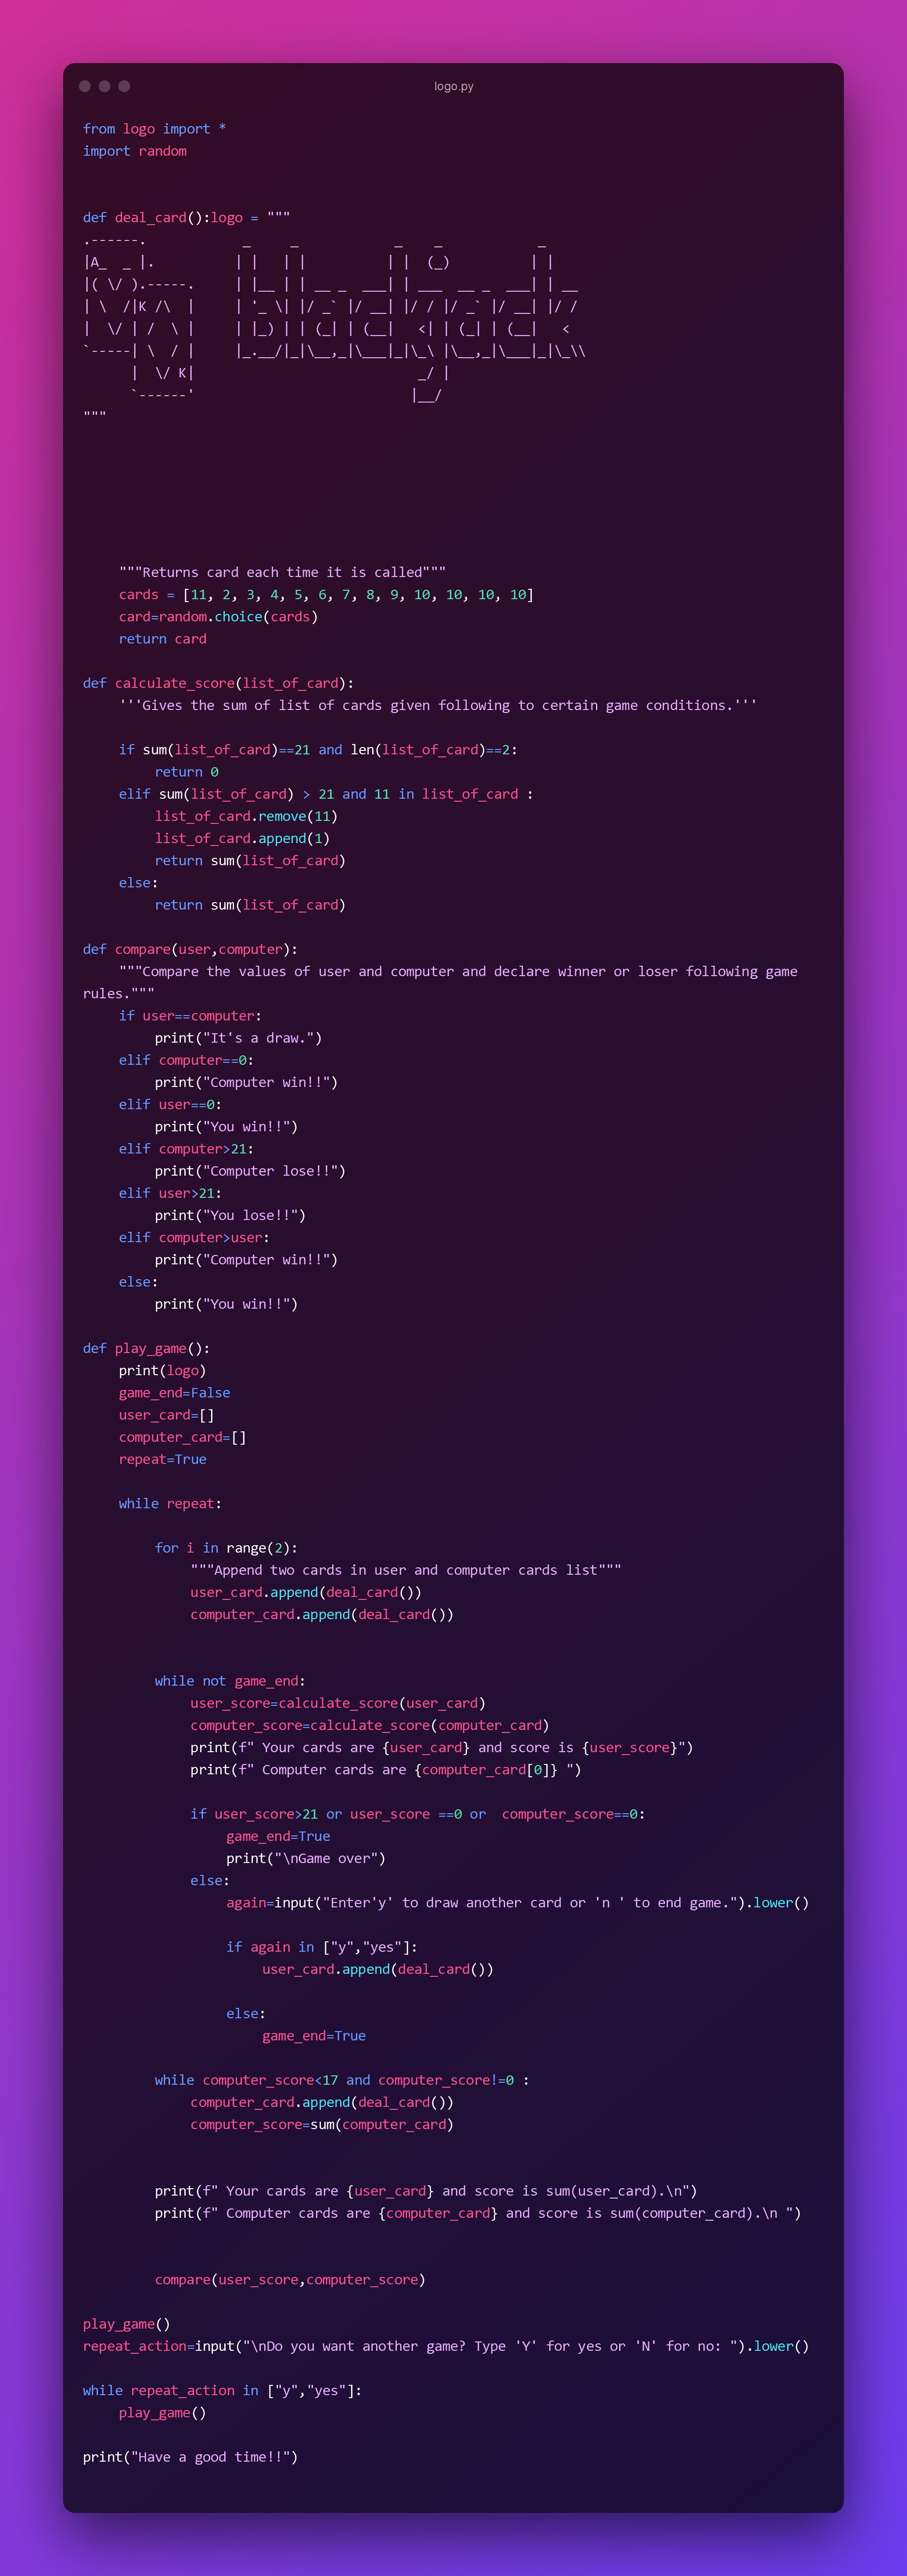 logo.py
from logo import *
import random
def deal_card():logo = """
.------.            _     _            _    _            _
|A_  _ |.          | |   | |          | |  (_)          | |
|( \/ ).-----.     | |__ | | __ _  ___| | ___  __ _  ___| | __
| \  /|K /\  |     | '_ \| |/ _` |/ __| |/ / |/ _` |/ __| |/ /
|  \/ | /  \ |     | |_) | | (_| | (__|   <| | (_| | (__|   <
`-----| \  / |     |_.__/|_|\__,_|\___|_|\_\ |\__,_|\___|_|\_\\
      |  \/ K|                            _/ |
      `------'                           |__/
"""
    """Returns card each time it is called"""
    cards = [11, 2, 3, 4, 5, 6, 7, 8, 9, 10, 10, 10, 10]
    card=random.choice(cards)
    return card
def calculate_score(list_of_card):
    '''Gives the sum of list of cards given following to certain game conditions.'''
    if sum(list_of_card)==21 and len(list_of_card)==2:
        return 0
    elif sum(list_of_card) > 21 and 11 in list_of_card :
        list_of_card.remove(11)
        list_of_card.append(1)
        return sum(list_of_card)
    else:
        return sum(list_of_card)
def compare(user,computer):
    """Compare the values of user and computer and declare winner or loser following game
rules."""
    if user==computer:
        print("It's a draw.")
    elif computer==0:
        print("Computer win!!")
    elif user==0:
        print("You win!!")
    elif computer>21:
        print("Computer lose!!")
    elif user>21:
        print("You lose!!")
    elif computer>user:
        print("Computer win!!")
    else:
        print("You win!!")
def play_game():
    print(logo)
    game_end=False
    user_card=[]
    computer_card=[]
    repeat=True
    while repeat:
        for i in range(2):
            """Append two cards in user and computer cards list"""
            user_card.append(deal_card())
            computer_card.append(deal_card())
        while not game_end:
            user_score=calculate_score(user_card)
            computer_score=calculate_score(computer_card)
            print(f" Your cards are {user_card} and score is {user_score}")
            print(f" Computer cards are {computer_card[0]} ")
            if user_score>21 or user_score ==0 or  computer_score==0:
                game_end=True
                print("\nGame over")
            else:
                again=input("Enter'y' to draw another card or 'n ' to end game.").lower()
                if again in ["y","yes"]:
                    user_card.append(deal_card())
                else:
                    game_end=True
        while computer_score<17 and computer_score!=0 :
            computer_card.append(deal_card())
            computer_score=sum(computer_card)
        print(f" Your cards are {user_card} and score is sum(user_card).\n")
        print(f" Computer cards are {computer_card} and score is sum(computer_card).\n ")
        compare(user_score,computer_score)
play_game()
repeat_action=input("\nDo you want another game? Type 'Y' for yes or 'N' for no: ").lower()
while repeat_action in ["y","yes"]:
    play_game()
print("Have a good time!!")